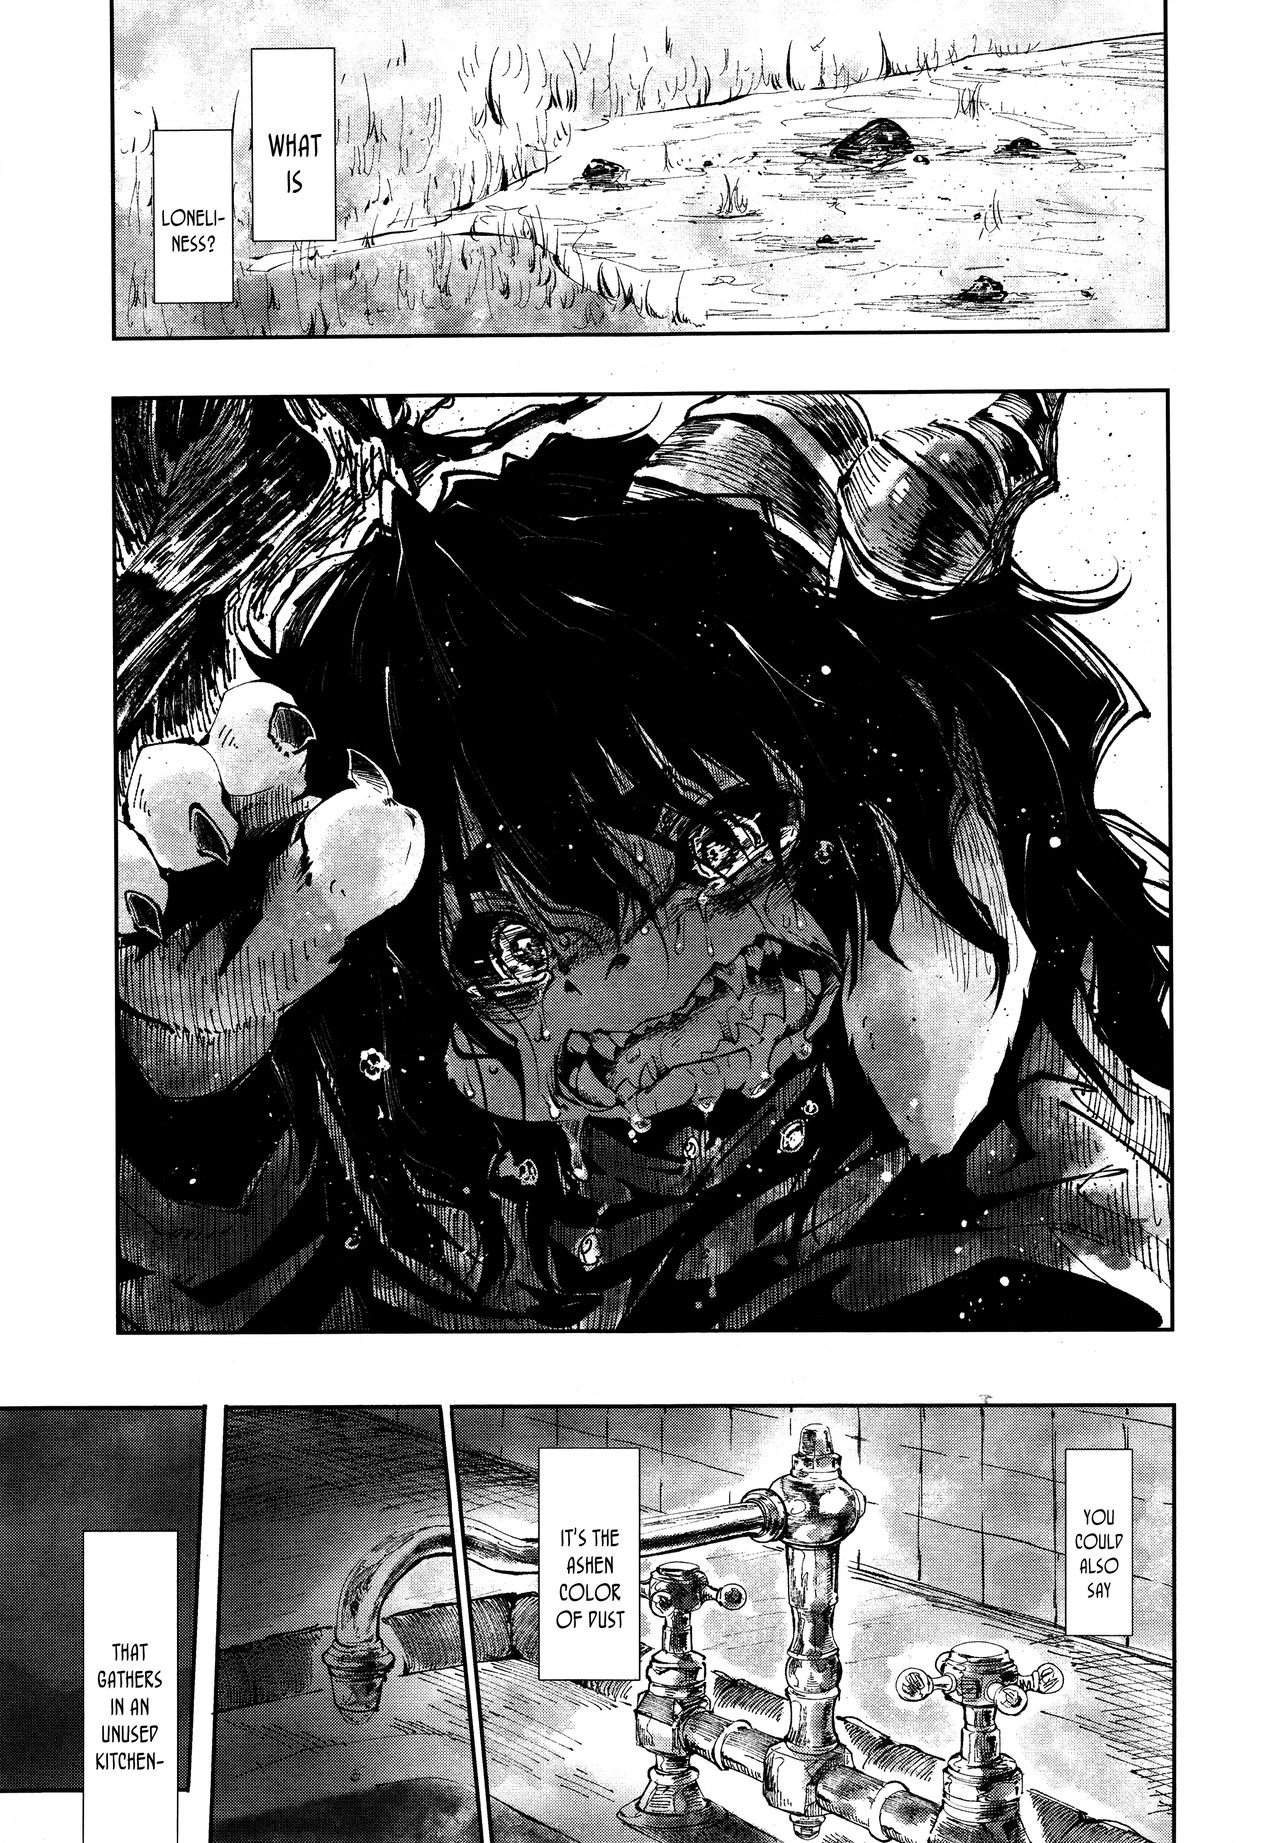 WHAT
IS
LONELI-
NESS?
YOU
COULD
ALSO
SAY
IT'S THE
ASHEN
COLOR
OF DUST
THAT
GATHERS
IN AN
UNUSED
KITCHEN-